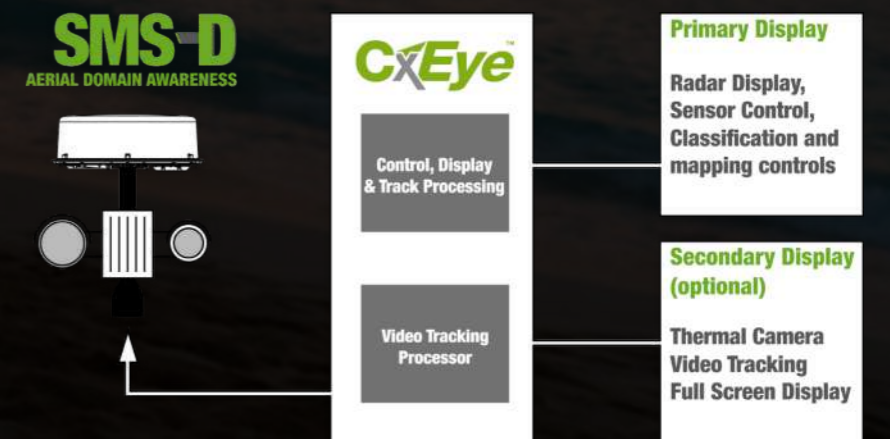 SMS-D
AERIAL DOMAIN AWARENESS
CxEye™
Control, Display
& Track Processing
Video Tracking
Processor
Primary Display
Radar Display,
Sensor Control,
Classification and
mapping controls
Secondary Display
(optional)
Thermal Camera
Video Tracking
Full Screen Display